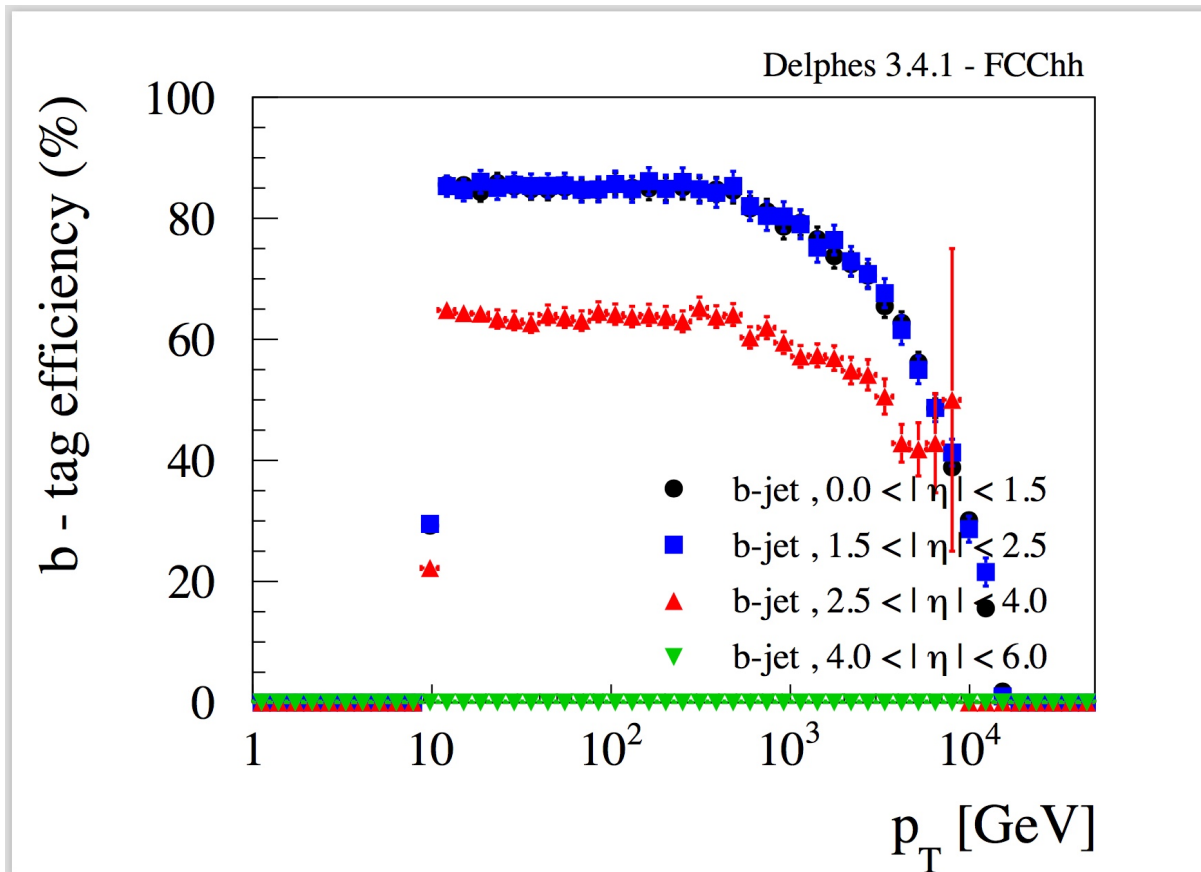 Delphes 3.4.1 - FCChh
b - tag efficiency (%)
100
80
60
40
20
0
b-jet , 0.0 < | η | < 1.5
b-jet , 1.5 < | η | < 2.5
b-jet , 2.5 < | η | < 4.0
b-jet , 4.0 < | η | < 6.0
1 10 10² 10³ 10⁴
p_T [GeV]